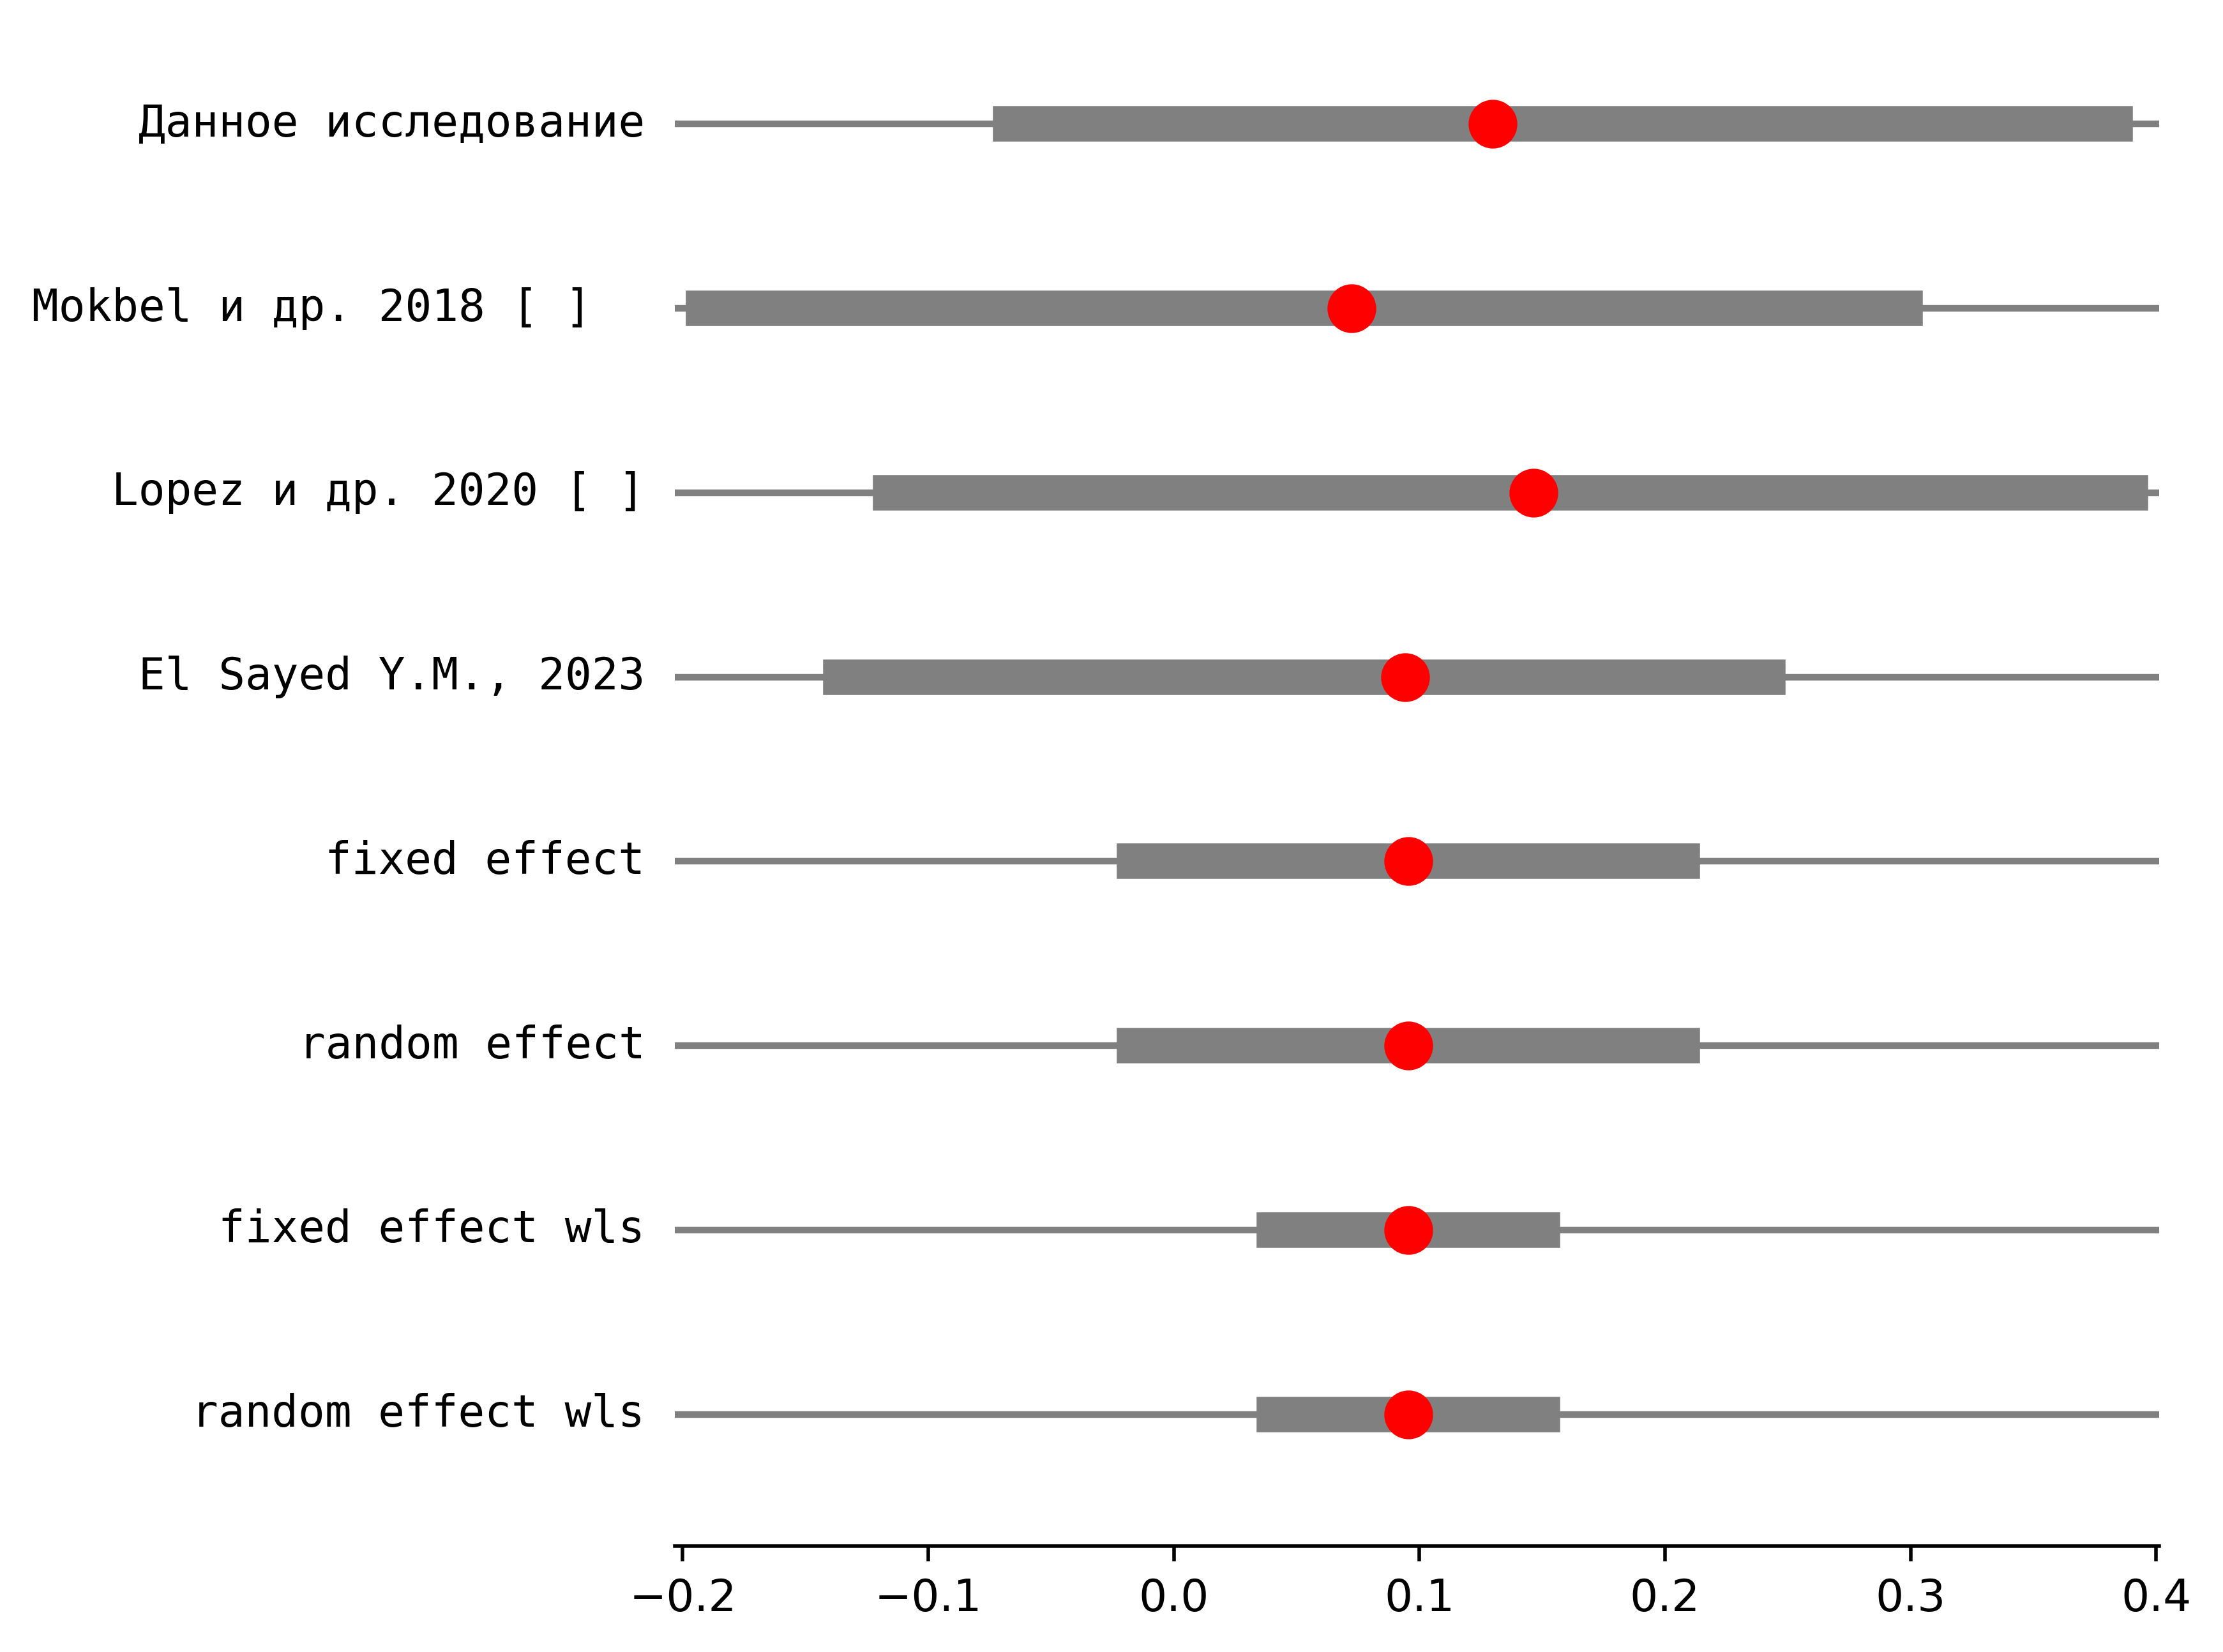 Данное исследование
Mokbel и др. 2018 [ ]
Lopez и др. 2020 [ ]
El Sayed Y.M., 2023
fixed effect
random effect
fixed effect wls
random effect wls
−0.2 −0.1 0.0 0.1 0.2 0.3 0.4